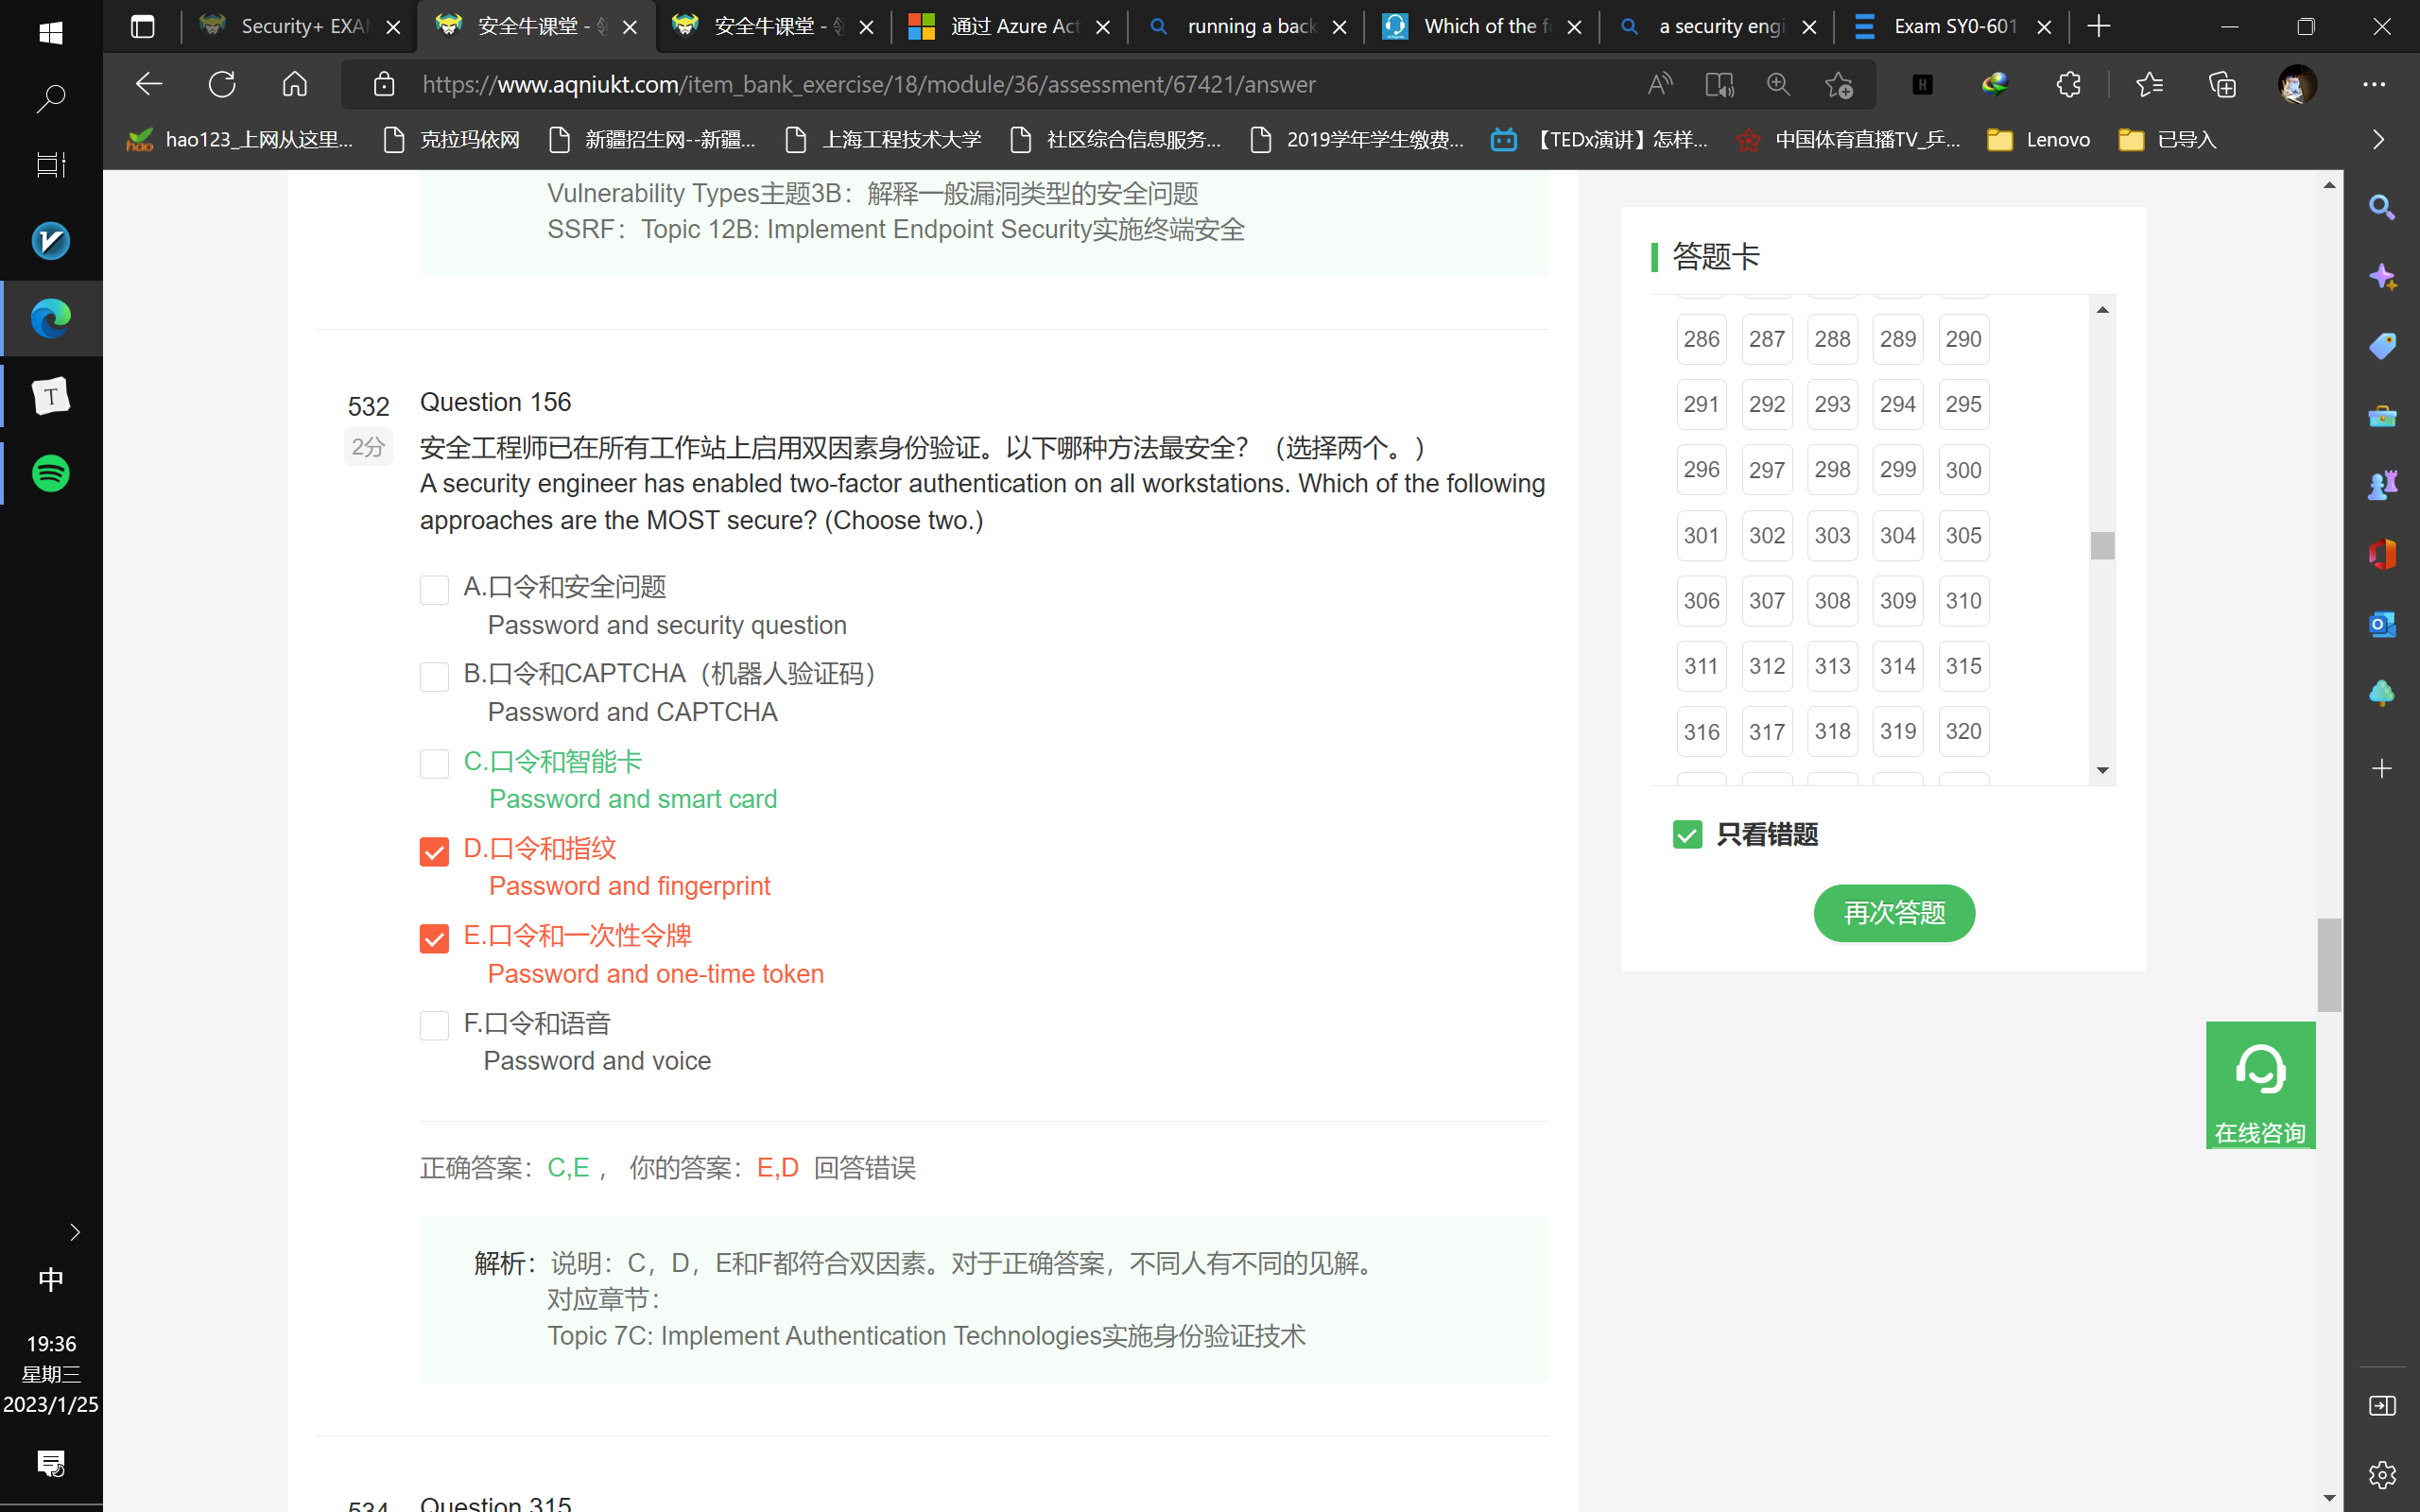 Security+ EXA
安全牛课堂 -
安全牛课堂 -
通过 Azure Act
running a back
Which of the f
a security engi
Exam SY0-601
https://www.aqniukt.com/item_bank_exercise/18/module/36/assessment/67421/answer
hao123_上网从这里...
克拉玛依网
新疆招生网--新疆...
上海工程技术大学
社区综合信息服务...
2019学年学生缴费...
【TEDx演讲】怎样...
中国体育直播TV_乒...
Lenovo
已导入
Vulnerability Types主题3B：解释一般漏洞类型的安全问题
SSRF：Topic 12B: Implement Endpoint Security实施终端安全
532
2分
Question 156
安全工程师已在所有工作站上启用双因素身份验证。以下哪种方法最安全？（选择两个。）
A security engineer has enabled two-factor authentication on all workstations. Which of the following
approaches are the MOST secure? (Choose two.)
A.口令和安全问题
Password and security question
B.口令和CAPTCHA（机器人验证码）
Password and CAPTCHA
C.口令和智能卡
Password and smart card
D.口令和指纹
Password and fingerprint
E.口令和一次性令牌
Password and one-time token
F.口令和语音
Password and voice
正确答案：C,E ， 你的答案：E,D 回答错误
解析：说明：C，D，E和F都符合双因素。对于正确答案，不同人有不同的见解。
对应章节：
Topic 7C: Implement Authentication Technologies实施身份验证技术
534
Question 315
答题卡
286 287 288 289 290
291 292 293 294 295
296 297 298 299 300
301 302 303 304 305
306 307 308 309 310
311 312 313 314 315
316 317 318 319 320
只看错题
再次答题
在线咨询
中
19:36
星期三
2023/1/25